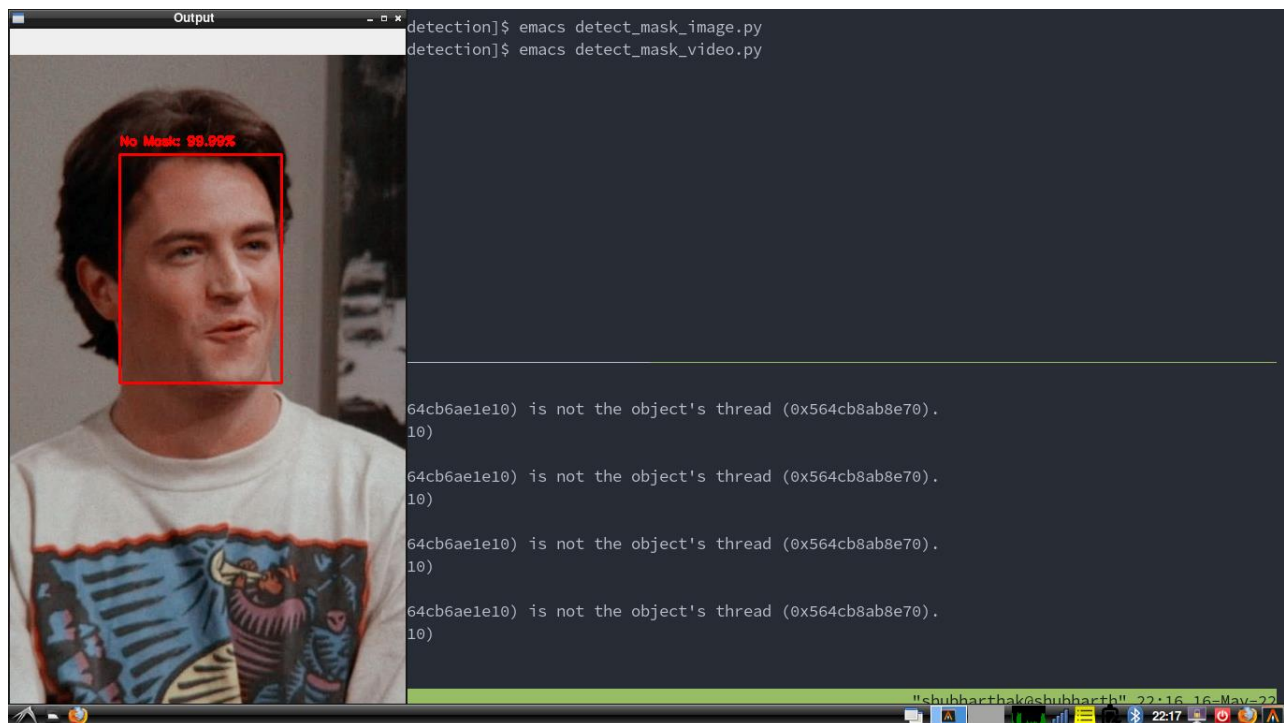 Output
No Mask: 99.99%
detection]$ emacs detect_mask_image.py
detection]$ emacs detect_mask_video.py
64cb6ae1e10) is not the object's thread (0x564cb8ab8e70).
10)
64cb6ae1e10) is not the object's thread (0x564cb8ab8e70).
10)
64cb6ae1e10) is not the object's thread (0x564cb8ab8e70).
10)
64cb6ae1e10) is not the object's thread (0x564cb8ab8e70).
10)
"shubharthak@shubharth" 22:16 16-May-22
22:17